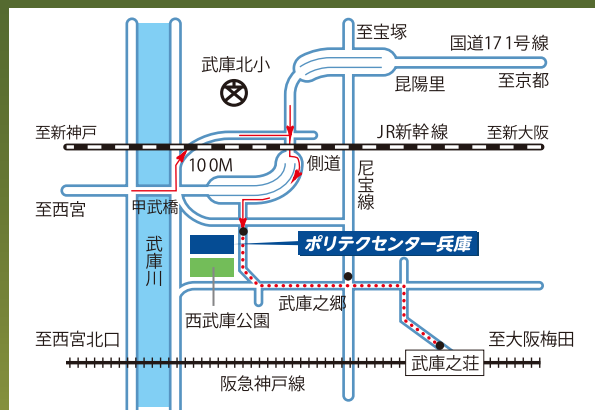 至宝塚
国道171号線
武庫北小
昆陽里
至京都
至新神戸
JR新幹線
至新大阪
100M
側道
尼宝線
至西宮
甲武橋
武庫川
ポリテクセンター兵庫
武庫之郷
西武庫公園
至西宮北口
至大阪梅田
武庫之荘
阪急神戸線